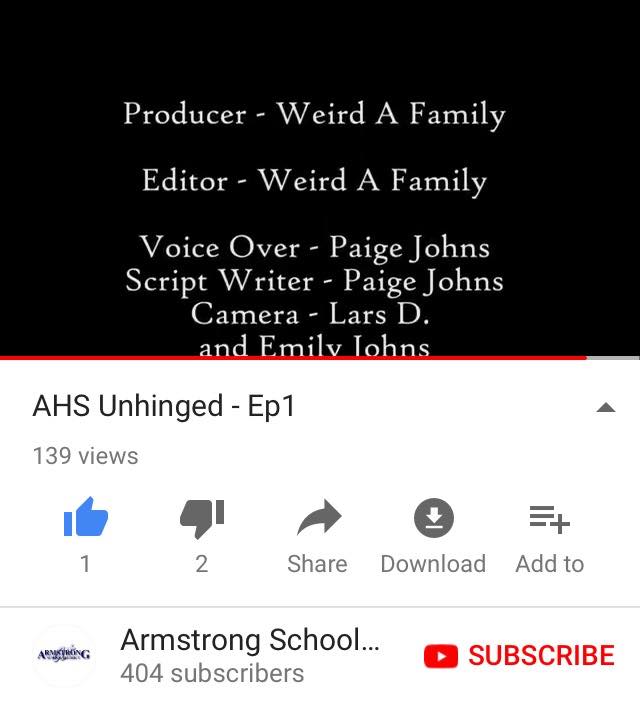 Producer - Weird A Family
Editor - Weird A Family
Voice Over - Paige Johns
Script Writer - Paige Johns
Camera - Lars D.
and Emily Johns
AHS Unhinged - Ep1
139 views
1
2
Share
Download
Add to
ARMSTRONG
Armstrong School...
404 subscribers
SUBSCRIBE